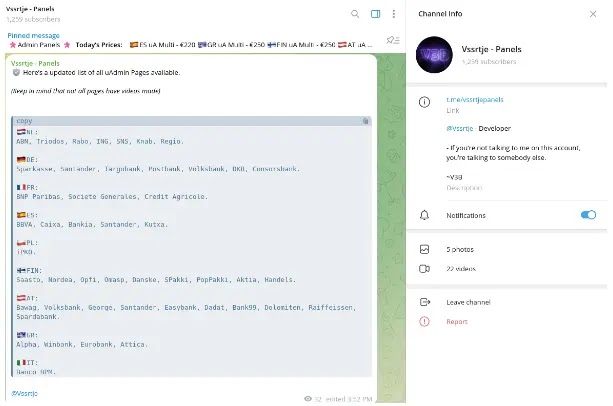 Vssrtje - Panels
1,259 subscribers
Pinned message
Admin Panels Today's Prices: ES uA Multi - €220 GR uA Multi - €250 FIN uA Multi - €250 AT uA ...
Vssrtje - Panels
Here's a updated list of all uAdmin Pages available.
(Keep in mind that not all pages have videos made)
copy
NL:
ABN, Triodos, Rabo, ING, SNS, Knab, Regio.
DE:
Sparkasse, Santander, Targobank, Postbank, Volksbank, DKB, Consorsbank.
FR:
BNP Paribas, Societe Generales, Credit Agricolo.
ES:
BBVA, Caixa, Bankia, Santander, Kutxa.
PL:
IPKO.
FIN:
Saasto, Nordea, Opfi, Omasp, Danske, SPakki, PopPakki, Aktia, Handels.
AT:
Bawag, Volksbank, George, Santander, Easybank, Dadat, Bank99, Dolomiten, Raiffeissen,
Spardabank.
GR:
Alpha, Winbank, Eurobank, Attica.
IT:
Banco BPM.
@Vssrtje
32 edited 3:52 PM
Channel Info
Vssrtje - Panels
1,259 subscribers
t.me/vssrtjepanels
Link
@Vssrtje - Developer
- If you're not talking to me on this account,
you're talking to somebody else.
~V3B
Description
Notifications
5 photos
22 videos
Leave channel
Report